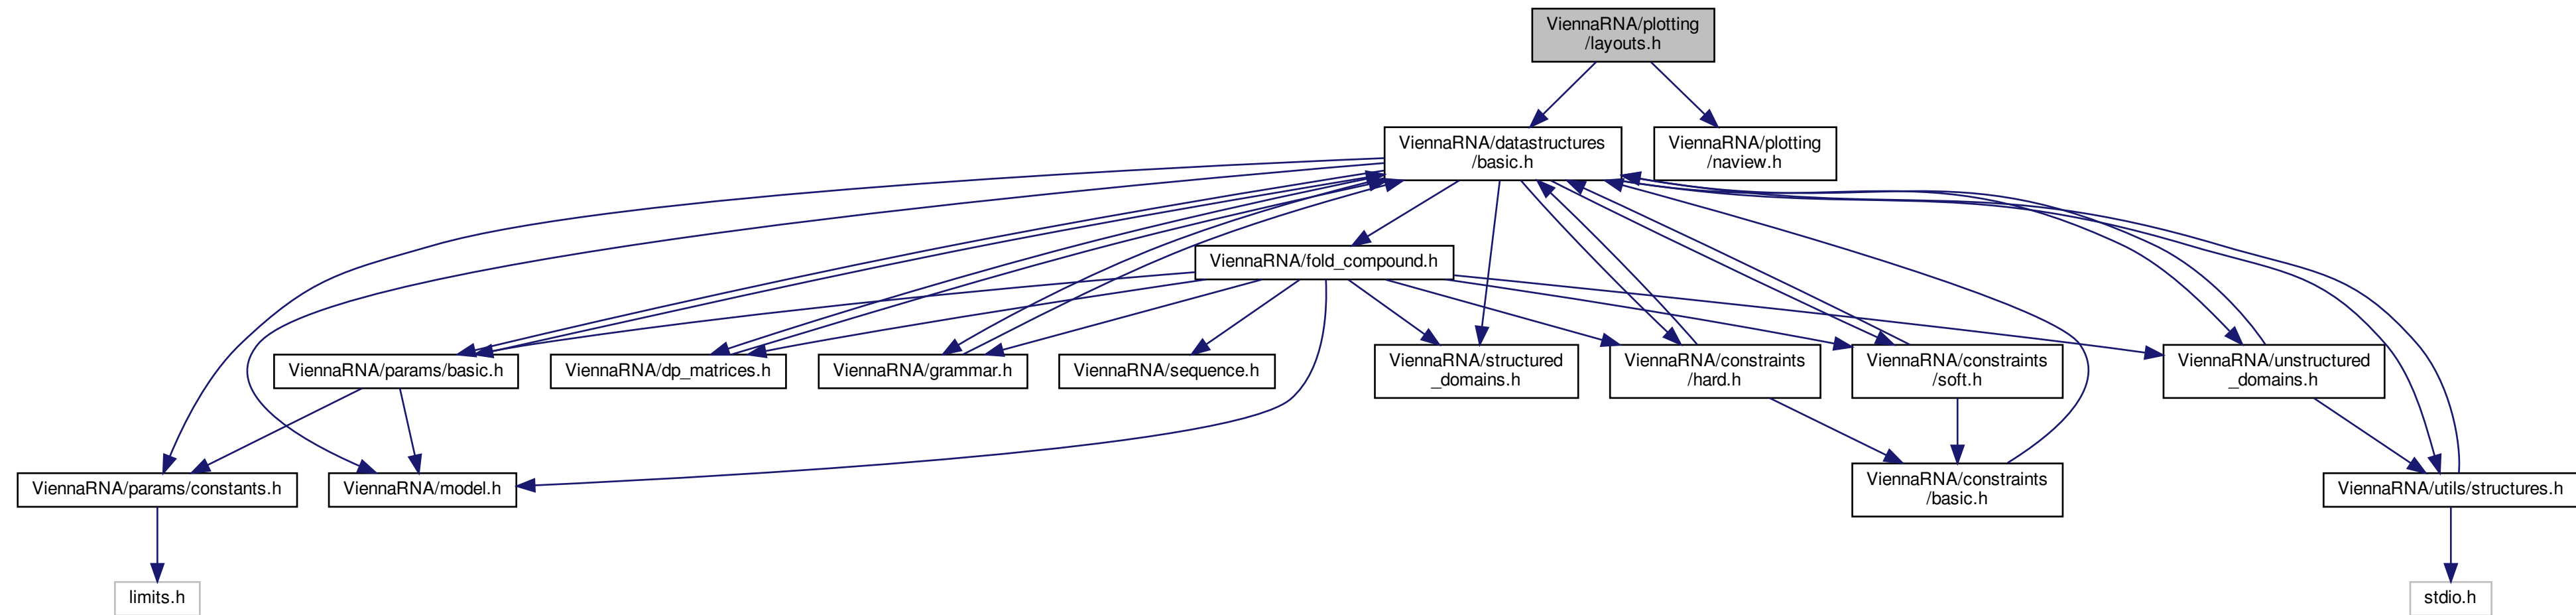 ViennaRNA/plotting
/layouts.h
ViennaRNA/datastructures
/basic.h
ViennaRNA/plotting
/naview.h
ViennaRNA/fold_compound.h
ViennaRNA/params/basic.h
ViennaRNA/dp_matrices.h
ViennaRNA/grammar.h
ViennaRNA/sequence.h
ViennaRNA/structured
_domains.h
ViennaRNA/constraints
/hard.h
ViennaRNA/constraints
/soft.h
ViennaRNA/unstructured
_domains.h
ViennaRNA/params/constants.h
ViennaRNA/model.h
ViennaRNA/constraints
/basic.h
ViennaRNA/utils/structures.h
limits.h
stdio.h